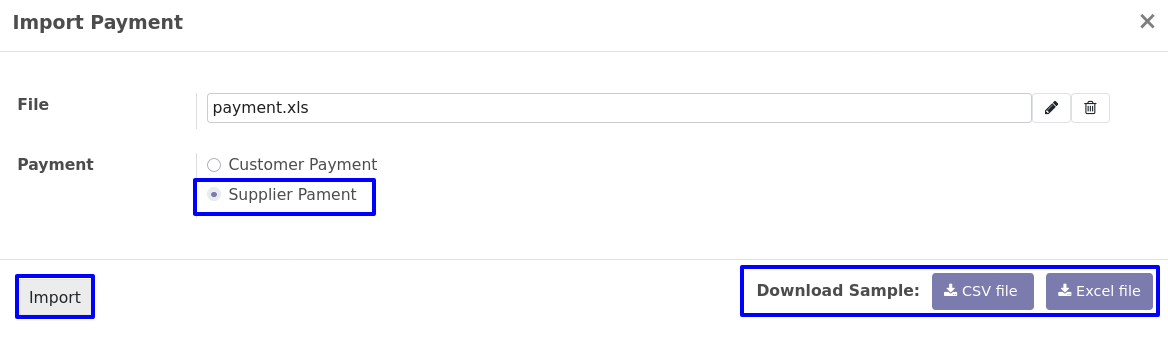 Import Payment
File
payment.xls
Payment
Customer Payment
Supplier Pament
Import
Download Sample: CSV file Excel file